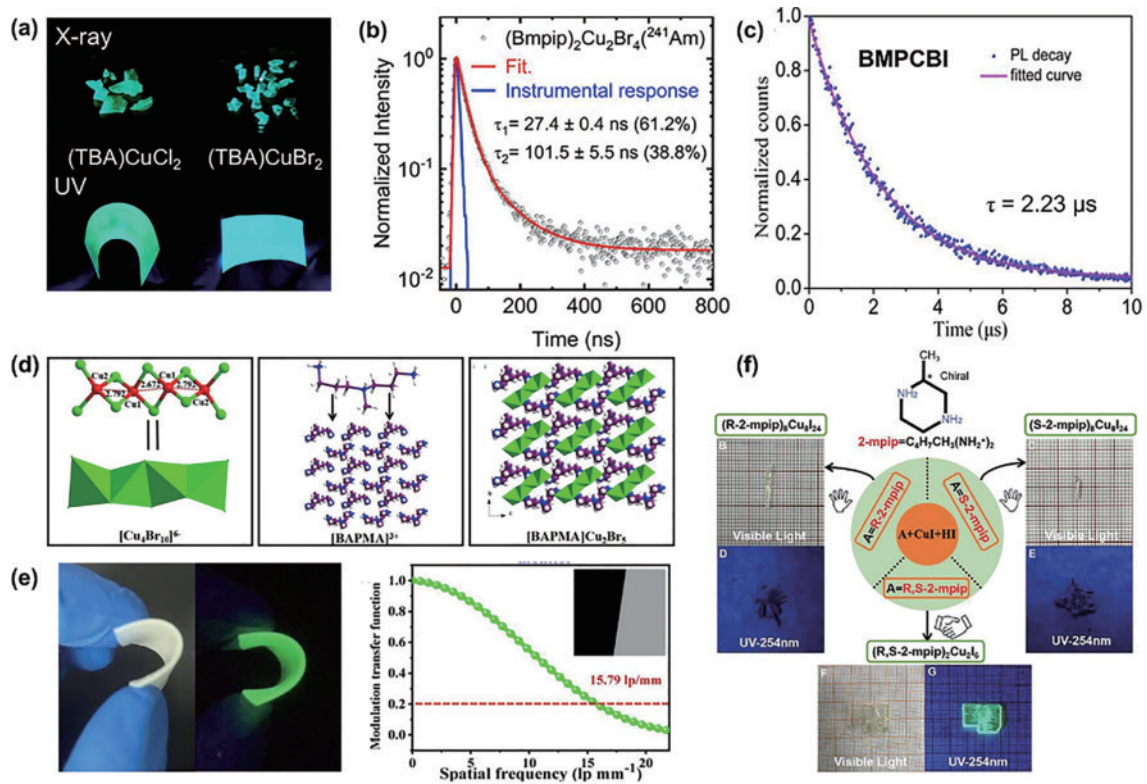 (a)
X-ray
(TBA)CuCl2
(TBA)CuBr2
UV
(b)
(Bmpip)2Cu2Br4(241Am)
Fit.
Instrumental response
τ1= 27.4 ± 0.4 ns (61.2%)
τ2= 101.5 ± 5.5 ns (38.8%)
Normalized Intensity
10^0
10^-1
10^-2
0 200 400 600 800
Time (ns)
(c)
BMPCBI
PL decay
fitted curve
τ = 2.23 μs
Normalized counts
1.0
0.8
0.6
0.4
0.2
0.0
0 2 4 6 8 10
Time (μs)
(d)
Cu2 Cu1
2.792 2.672 2.792
Cu1 Cu2
[Cu4Br10]6-
[BAPMA]3+
[BAPMA]Cu2Br5
(e)
Modulation transfer function
1.0
0.8
0.6
0.4
0.2
0.0
15.79 lp/mm
0 5 10 15 20
Spatial frequency (lp mm-1)
(f)
CH3
* Chiral
NH2
NH2
2-mpip=C4H7CH3(NH2+)2
(R-2-mpip)8Cu8I24
(S-2-mpip)8Cu8I24
B
Visible Light
D
UV-254nm
A=R-2-mpip
A=S-2-mpip
A+CuI+HI
A=R,S-2-mpip
Visible Light
E
UV-254nm
(R,S-2-mpip)2Cu2I6
F
Visible Light
G
UV-254nm